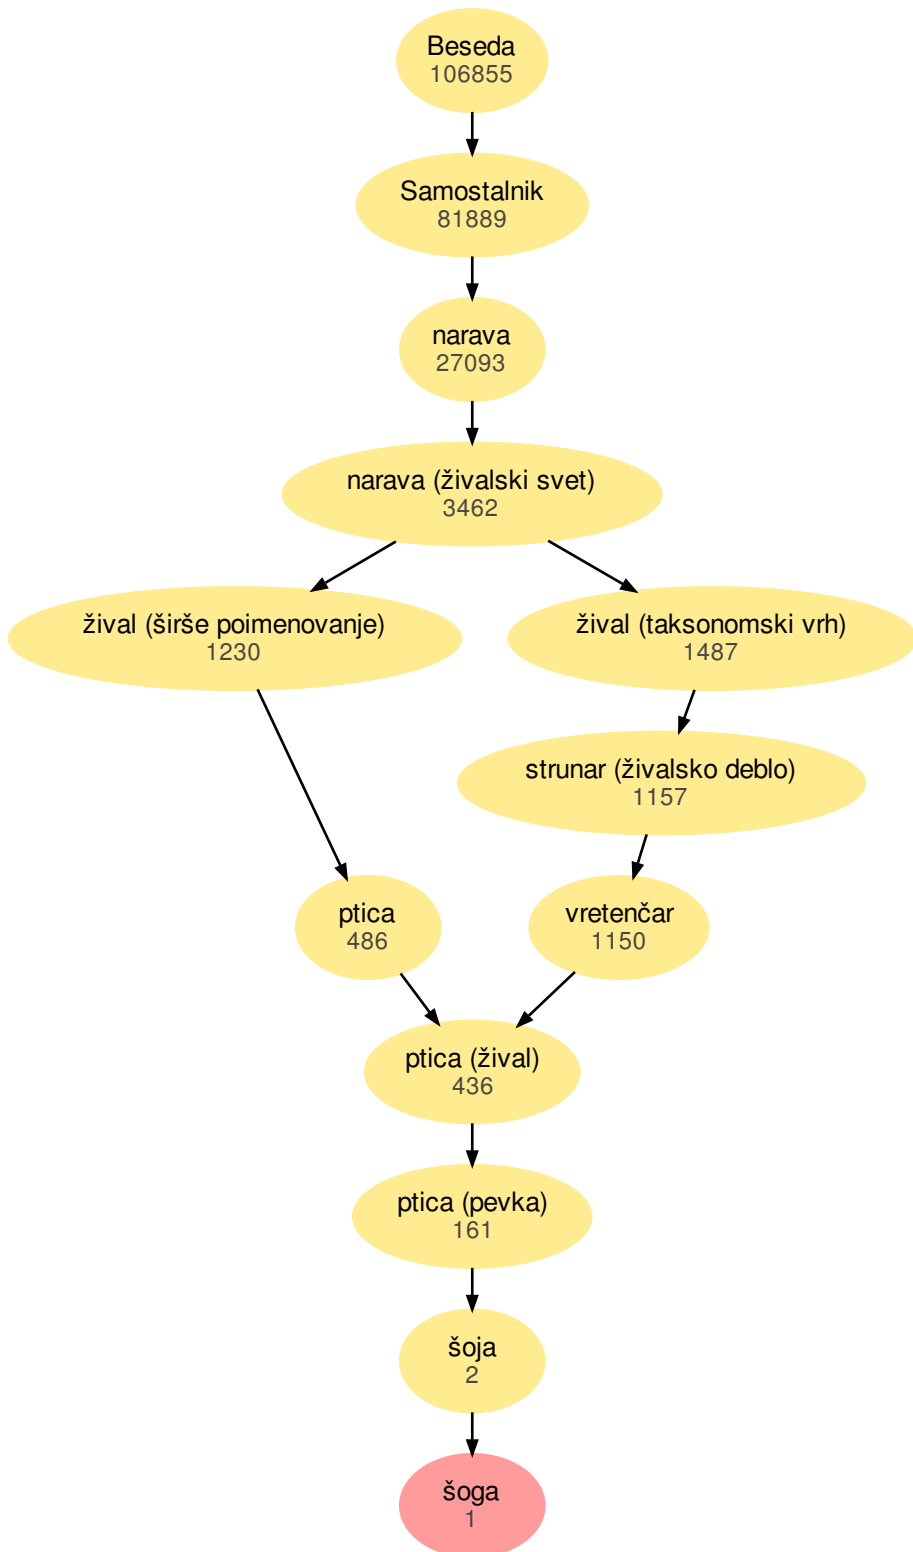 Beseda
106855
Samostalnik
81889
narava
27093
narava (živalski svet)
3462
žival (širše poimenovanje)
1230
žival (taksonomski vrh)
1487
strunar (živalsko deblo)
1157
ptica
486
vretenčar
1150
ptica (žival)
436
ptica (pevka)
161
šoja
2
šoga
1